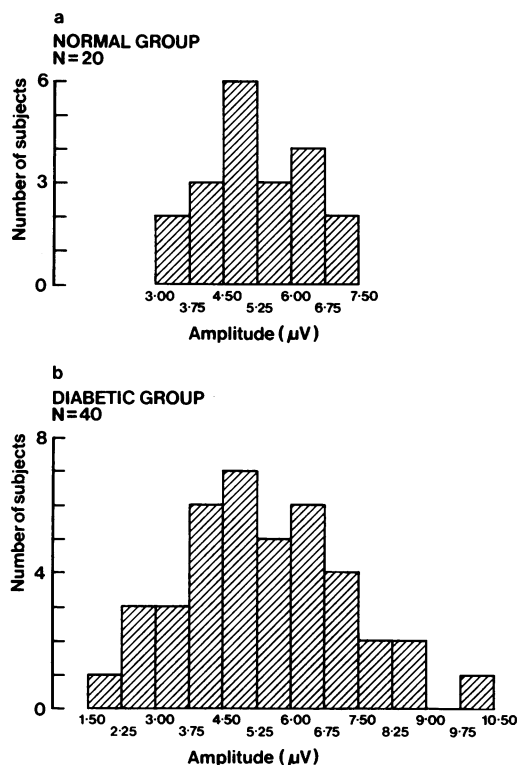 a
NORMAL GROUP
N=20
Number of subjects
6
3
0
3·00 4·50 6·00 7·50
3·75 5·25 6·75
Amplitude (µV)
b
DIABETIC GROUP
N=40
Number of subjects
8
4
0
1·50 3·00 4·50 6·00 7·50 9·00 10·50
2·25 3·75 5·25 6·75 8·25 9·75
Amplitude (µV)